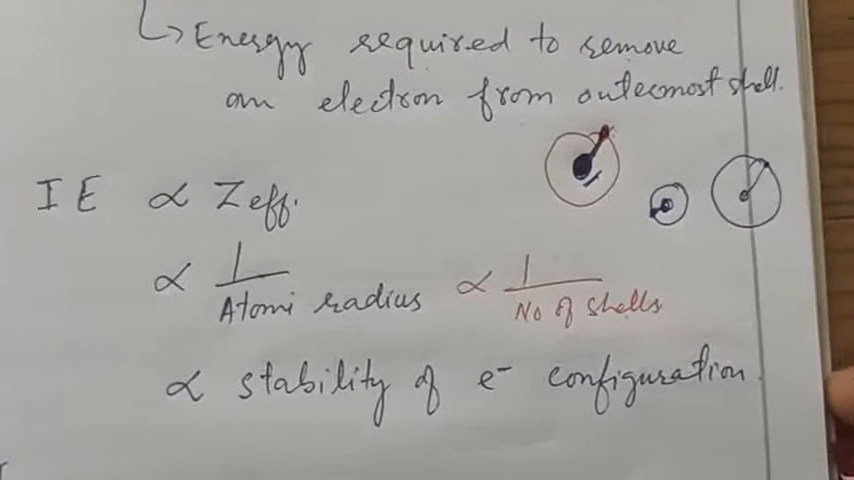 ↳ Energy required to remove
an electron from outermost shell.
IE ∝ Zeff.
∝ 1/Atomi radius ∝ 1/No of shells
∝ stability of e⁻ configuration.